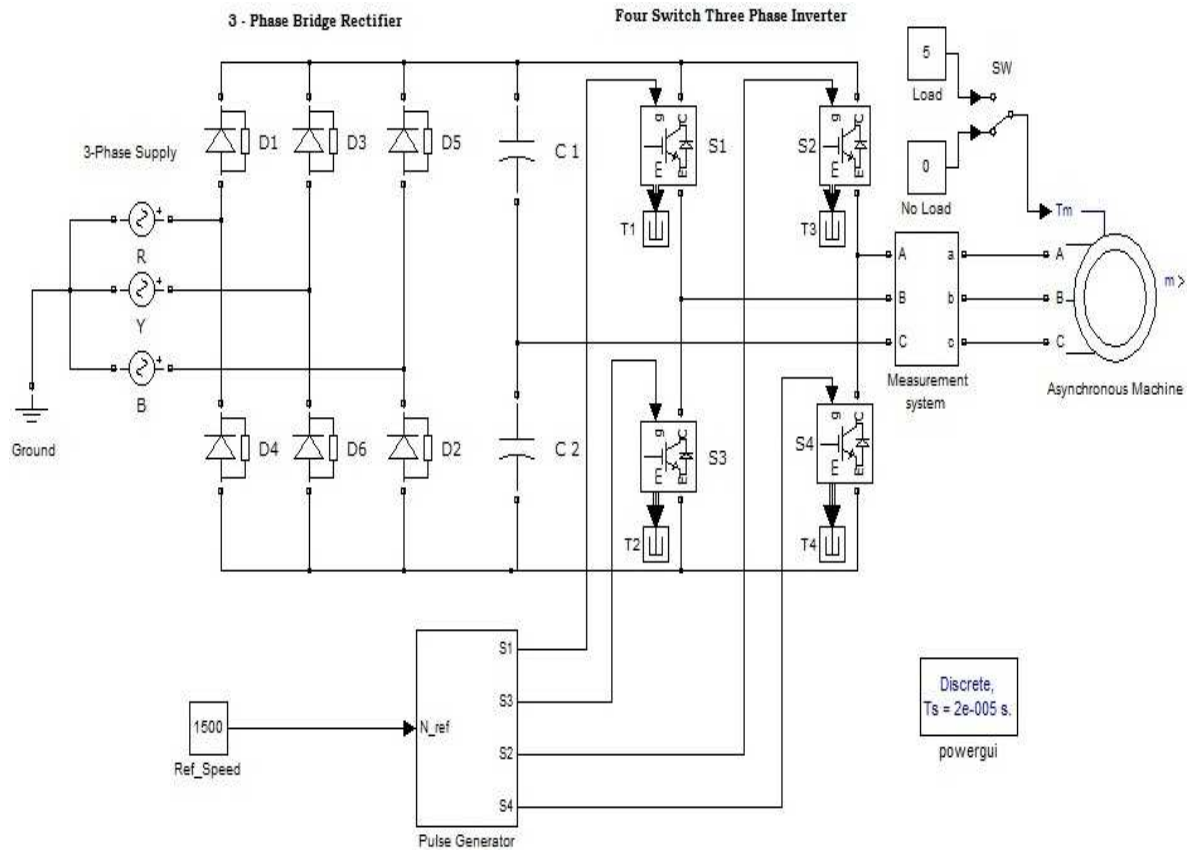 3 - Phase Bridge Rectifier
Four Switch Three Phase Inverter
5
Load
SW
0
No Load
3-Phase Supply
R
Y
B
Ground
D1
D3
D5
D4
D6
D2
C 1
C 2
g
C
m
E
S1
T1
g
C
m
E
S2
T3
g
C
m
E
S3
T2
g
C
m
E
S4
T4
A
B
C
a
b
c
Measurement
system
Tm
A
B
C
m >
Asynchronous Machine
1500
Ref_Speed
N_ref
S1
S3
S2
S4
Pulse Generator
Discrete,
Ts = 2e-005 s.
powergui